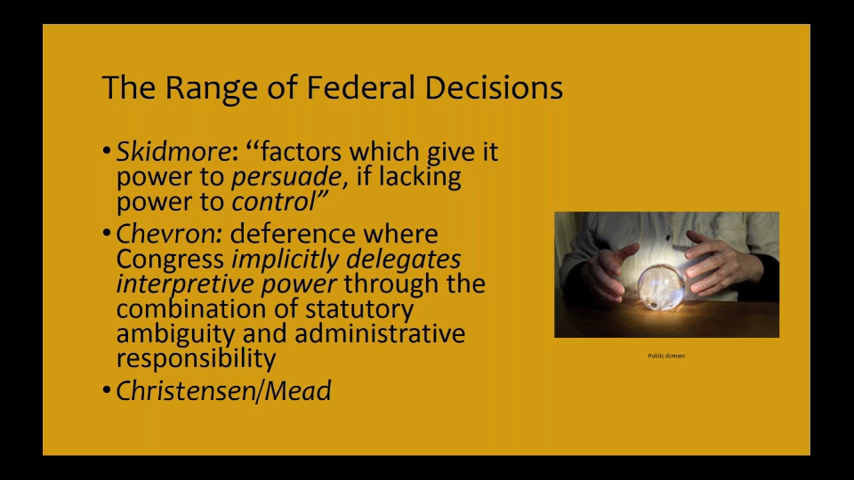 The Range of Federal Decisions
• Skidmore: “factors which give it
power to persuade, if lacking
power to control”
• Chevron: deference where
Congress implicitly delegates
interpretive power through the
combination of statutory
ambiguity and administrative
responsibility
• Christensen/Mead
Public domain